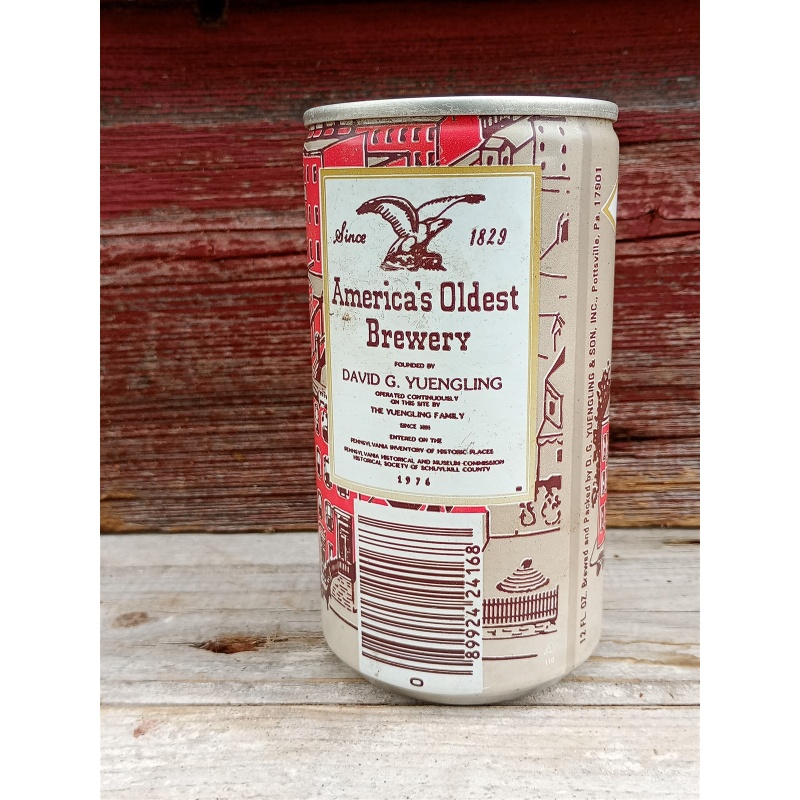 Since 1829
America's Oldest
Brewery
FOUNDED BY
DAVID G. YUENGLING
OPERATED CONTINUOUSLY
ON THIS SITE BY
THE YUENGLING FAMILY
SINCE
ENTERED ON THE
PENNSYLVANIA INVENTORY OF HISTORIC PLACES
PENNSYLVANIA HISTORICAL AND MUSEUM COMMISSION
HISTORICAL SOCIETY OF SCHUYLKILL COUNTY
1976
89924 24168
0
12 FL. OZ. Brewed and Packed by D. G. YUENGLING & SON, INC., Pottsville, Pa. 17901